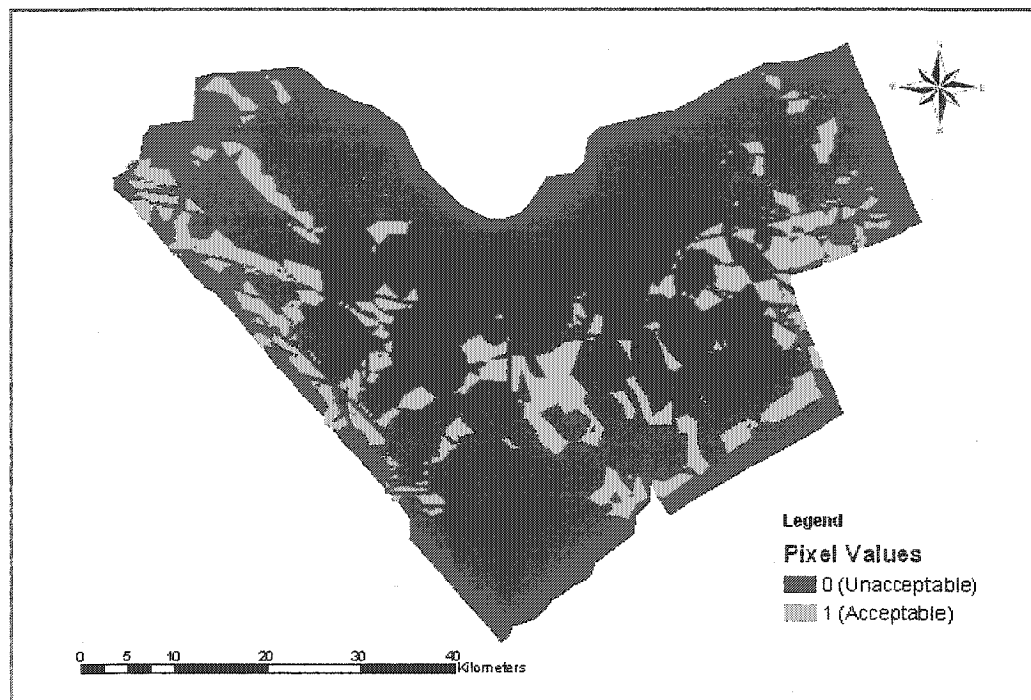 Legend
Pixel Values
0 (Unacceptable)
1 (Acceptable)
0 5 10 20 30 40
Kilometers